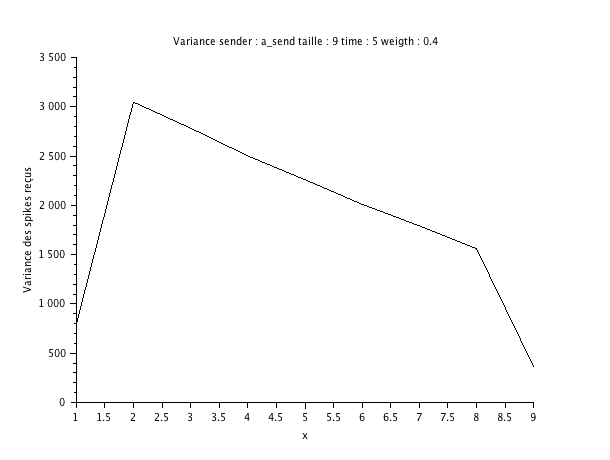 Variance sender : a_send taille : 9 time : 5 weigth : 0.4
3 500
3 000
2 500
2 000
1 500
1 000
500
0
Variance des spikes reçus
1 1.5 2 2.5 3 3.5 4 4.5 5 5.5 6 6.5 7 7.5 8 8.5 9
x